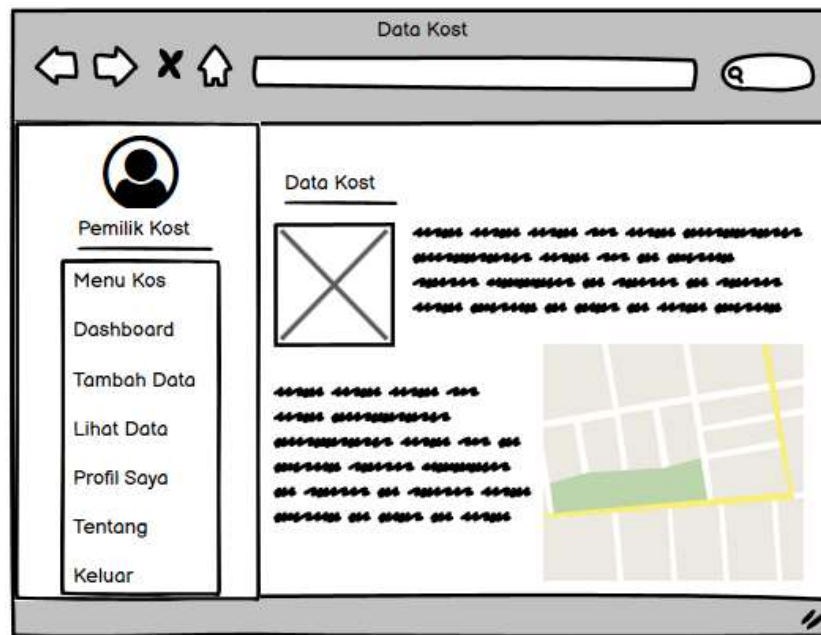 Data Kost
Pemilik Kost
Menu Kos
Dashboard
Tambah Data
Lihat Data
Profil Saya
Tentang
Keluar
Data Kost